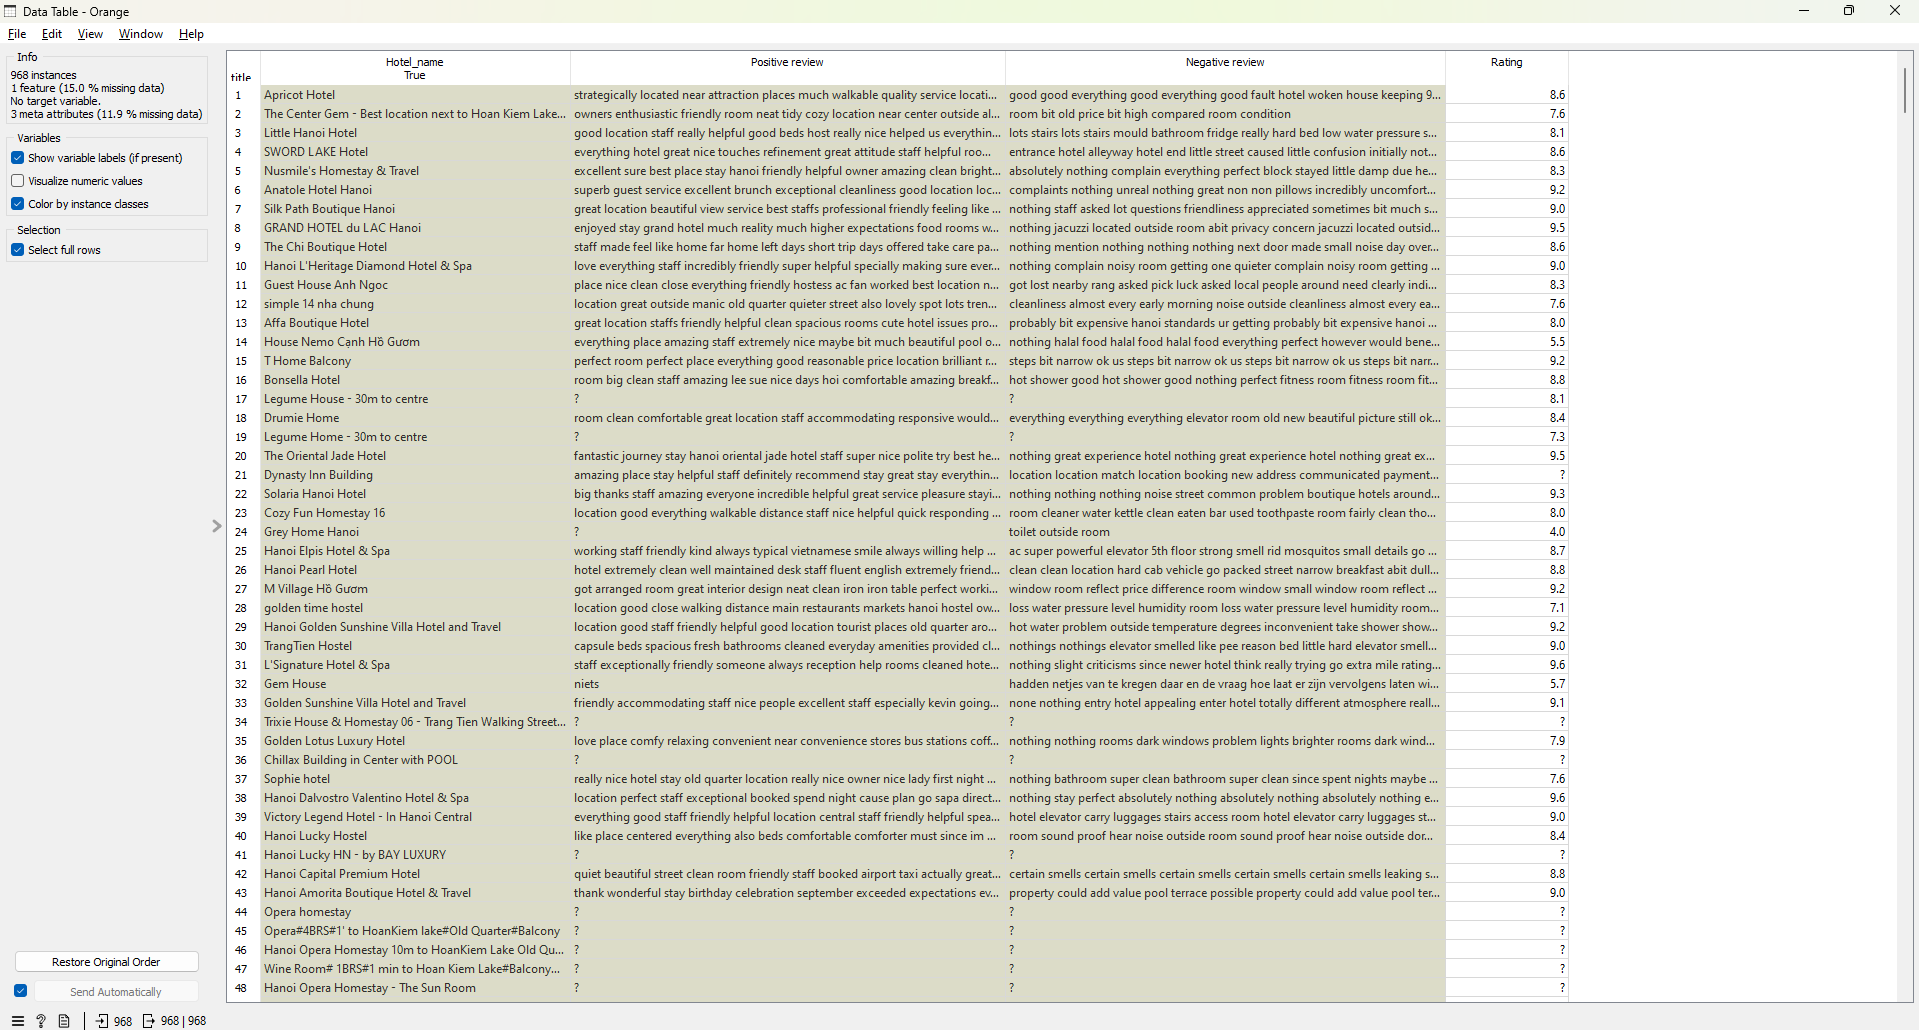 Data Table - Orange
File Edit View Window Help
Info
968 instances
1 feature (15.0 % missing data)
No target variable.
3 meta attributes (11.9 % missing data)
Variables
Show variable labels (if present)
Visualize numeric values
Color by instance classes
Selection
Select full rows
Restore Original Order
Send Automatically
968 968 | 968
Hotel_name Positive review Negative review Rating
title True
1 Apricot Hotel strategically located near attraction places much walkable quality service locati... good good everything good everything good fault hotel woken house keeping 9... 8.6
2 The Center Gem - Best location next to Hoan Kiem Lake... owners enthusiastic friendly room neat tidy cozy location near center outside al... room bit old price bit high compared room condition 7.6
3 Little Hanoi Hotel good location staff really helpful good beds host really nice helped us everythin... lots stairs lots stairs mould bathroom fridge really hard bed low water pressure s... 8.1
4 SWORD LAKE Hotel everything hotel great nice touches refinement great attitude staff helpful roo... entrance hotel alleyway hotel end little street caused little confusion initially not... 8.6
5 Nusmile's Homestay & Travel excellent sure best place stay hanoi friendly helpful owner amazing clean bright... absolutely nothing complain everything perfect block stayed little damp due he... 8.3
6 Anatole Hotel Hanoi superb guest service excellent brunch exceptional cleanliness good location loc... complaints nothing unreal nothing great non non pillows incredibly uncomfort... 9.2
7 Silk Path Boutique Hanoi great location beautiful view service best staffs professional friendly feeling like ... nothing staff asked lot questions friendliness appreciated sometimes bit much s... 9.0
8 GRAND HOTEL du LAC Hanoi enjoyed stay grand hotel much reality much higher expectations food rooms w... nothing jacuzzi located outside room abit privacy concern jacuzzi located outsid... 9.5
9 The Chi Boutique Hotel staff made feel like home far home left days short trip days offered take care pa... nothing mention nothing nothing nothing next door made small noise day over... 8.6
10 Hanoi L'Heritage Diamond Hotel & Spa love everything staff incredibly friendly super helpful specially making sure ever... nothing complain noisy room getting one quieter complain noisy room getting ... 9.0
11 Guest House Anh Ngoc place nice clean close everything friendly hostess ac fan worked best location n... got lost nearby rang asked pick luck asked local people around need clearly indi... 8.3
12 simple 14 nha chung location great outside manic old quarter quieter street also lovely spot lots tren... cleanliness almost every early morning noise outside cleanliness almost every ea... 7.6
13 Affa Boutique Hotel great location staffs friendly helpful clean spacious rooms cute hotel issues pro... probably bit expensive hanoi standards ur getting probably bit expensive hanoi ... 8.0
14 House Nemo Cạnh Hồ Gươm everything place amazing staff extremely nice maybe bit much beautiful pool o... nothing halal food halal food halal food everything perfect however would bene... 5.5
15 T Home Balcony perfect room perfect place everything good reasonable price location brilliant r... steps bit narrow ok us steps bit narrow ok us steps bit narrow ok us steps bit narr... 9.2
16 Bonsella Hotel room big clean staff amazing lee sue nice days hoi comfortable amazing breakf... hot shower good hot shower good nothing perfect fitness room fitness room fit... 8.8
17 Legume House - 30m to centre ? ? 8.1
18 Drumie Home room clean comfortable great location staff accommodating responsive would... everything everything everything elevator room old new beautiful picture still ok... 8.4
19 Legume Home - 30m to centre ? ? 7.3
20 The Oriental Jade Hotel fantastic journey stay hanoi oriental jade hotel staff super nice polite try best he... nothing great experience hotel nothing great experience hotel nothing great ex... 9.5
21 Dynasty Inn Building amazing place stay helpful staff definitely recommend stay great stay everythin... location location match location booking new address communicated payment... ?
22 Solaria Hanoi Hotel big thanks staff amazing everyone incredible helpful great service pleasure stayi... nothing nothing nothing noise street common problem boutique hotels around... 9.3
23 Cozy Fun Homestay 16 location good everything walkable distance staff nice helpful quick responding ... room cleaner water kettle clean eaten bar used toothpaste room fairly clean tho... 8.0
24 Grey Home Hanoi ? toilet outside room 4.0
25 Hanoi Elpis Hotel & Spa working staff friendly kind always typical vietnamese smile always willing help ... ac super powerful elevator 5th floor strong smell rid mosquitos small details go ... 8.7
26 Hanoi Pearl Hotel hotel extremely clean well maintained desk staff fluent english extremely friend... clean clean location hard cab vehicle go packed street narrow breakfast abit dull... 8.8
27 M Village Hồ Gươm got arranged room great interior design neat clean iron iron table perfect worki... window room reflect price difference room window small window room reflect ... 9.2
28 golden time hostel location good close walking distance main restaurants markets hanoi hostel ow... loss water pressure level humidity room loss water pressure level humidity room... 7.1
29 Hanoi Golden Sunshine Villa Hotel and Travel location good staff friendly helpful good location tourist places old quarter aro... hot water problem outside temperature degrees inconvenient take shower show... 9.2
30 TrangTien Hostel capsule beds spacious fresh bathrooms cleaned everyday amenities provided cl... nothings nothings elevator smelled like pee reason bed little hard elevator smell... 9.0
31 L'Signature Hotel & Spa staff exceptionally friendly someone always reception help rooms cleaned hote... nothing slight criticisms since newer hotel think really trying go extra mile rating... 9.6
32 Gem House niets hadden netjes van te kregen daar en de vraag hoe laat er zijn vervolgens laten wi... 5.7
33 Golden Sunshine Villa Hotel and Travel friendly accommodating staff nice people excellent staff especially kevin going... none nothing entry hotel appealing enter hotel totally different atmosphere reall... 9.1
34 Trixie House & Homestay 06 - Trang Tien Walking Street... ? ? ?
35 Golden Lotus Luxury Hotel love place comfy relaxing convenient near convenience stores bus stations coff... nothing nothing rooms dark windows problem lights brighter rooms dark wind... 7.9
36 Chillax Building in Center with POOL ? ? ?
37 Sophie hotel really nice hotel stay old quarter location really nice owner nice lady first night ... nothing bathroom super clean bathroom super clean since spent nights maybe ... 7.6
38 Hanoi Dalvostro Valentino Hotel & Spa location perfect staff exceptional booked spend night cause plan go sapa direct... nothing stay perfect absolutely nothing absolutely nothing absolutely nothing e... 9.6
39 Victory Legend Hotel - In Hanoi Central everything good staff friendly helpful location central staff friendly helpful spea... hotel elevator carry luggages stairs access room hotel elevator carry luggages st... 9.0
40 Hanoi Lucky Hostel like place centered everything also beds comfortable comforter must since im ... room sound proof hear noise outside room sound proof hear noise outside dor... 8.4
41 Hanoi Lucky HN - by BAY LUXURY ? ? ?
42 Hanoi Capital Premium Hotel quiet beautiful street clean room friendly staff booked airport taxi actually great... certain smells certain smells certain smells certain smells certain smells leaking s... 8.8
43 Hanoi Amorita Boutique Hotel & Travel thank wonderful stay birthday celebration september exceeded expectations ev... property could add value pool terrace possible property could add value pool ter... 9.0
44 Opera homestay ? ? ?
45 Opera#4BRS#1' to HoanKiem lake#Old Quarter#Balcony ? ? ?
46 Hanoi Opera Homestay 10m to HoanKiem Lake Old Qu... ? ? ?
47 Wine Room# 1BRS#1 min to Hoan Kiem Lake#Balcony... ? ? ?
48 Hanoi Opera Homestay - The Sun Room ? ? ?